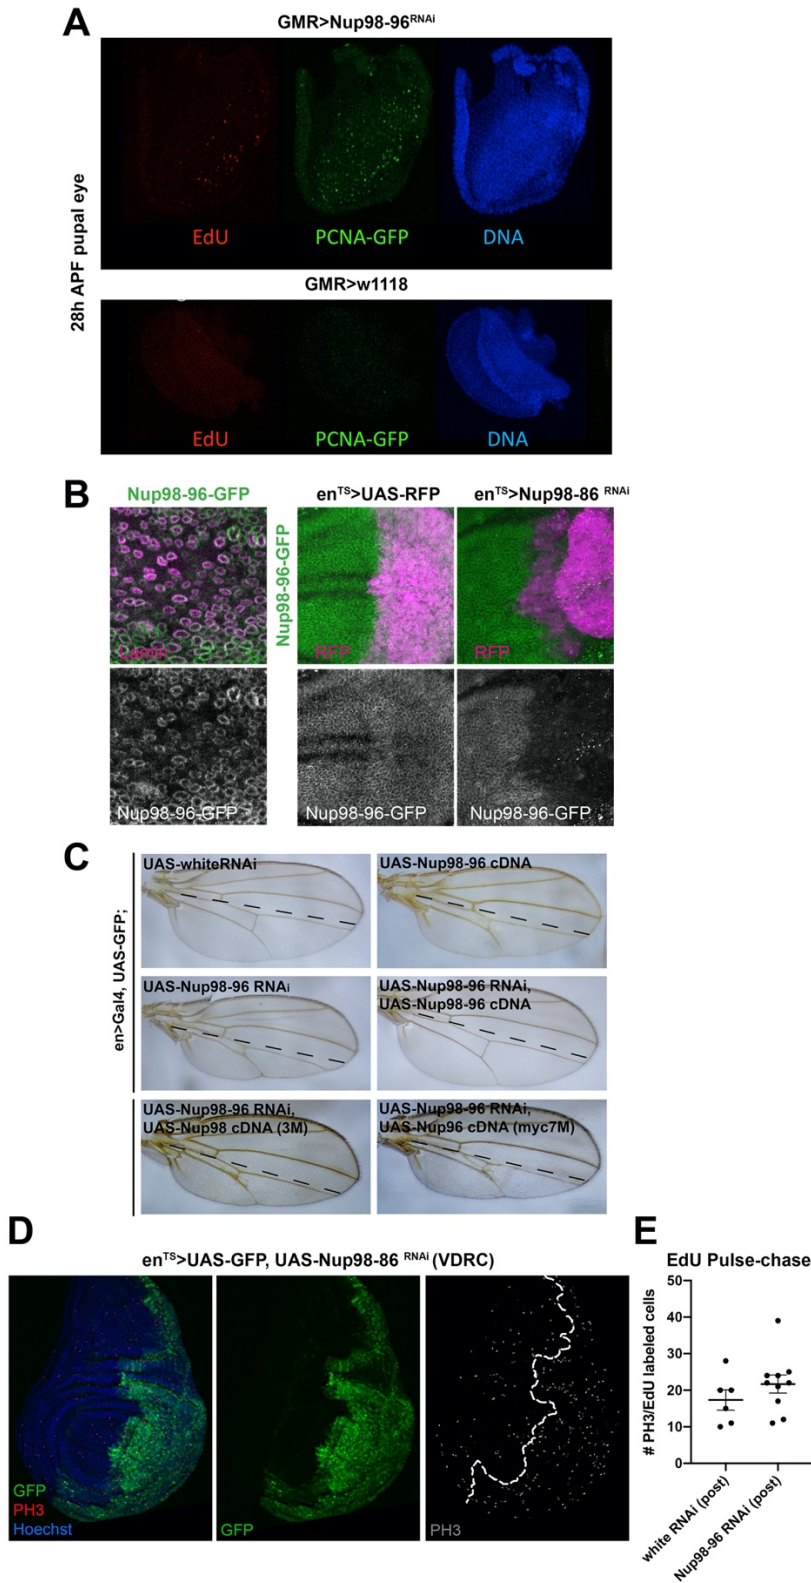 A
GMR>Nup98-96RNAi
28h APF pupal eye
EdU
PCNA-GFP
DNA
GMR>w1118
EdU
PCNA-GFP
DNA
B
Nup98-96-GFP
enTS>UAS-RFP
enTS>Nup98-86 RNAi
Nup98-96-GFP
Lamin
RFP
RFP
Nup98-96-GFP
Nup98-96-GFP
Nup98-96-GFP
C
en>Gal4, UAS-GFP;
UAS-whiteRNAi
UAS-Nup98-96 cDNA
UAS-Nup98-96 RNAi
UAS-Nup98-96 RNAi,
UAS-Nup98-96 cDNA
UAS-Nup98-96 RNAi,
UAS-Nup98 cDNA (3M)
UAS-Nup98-96 RNAi,
UAS-Nup96 cDNA (myc7M)
D
enTS>UAS-GFP, UAS-Nup98-86 RNAi (VDRC)
GFP
PH3
Hoechst
GFP
PH3
E
EdU Pulse-chase
# PH3/EdU labeled cells
50
40
30
20
10
0
white RNAi (post)
Nup98-96 RNAi (post)